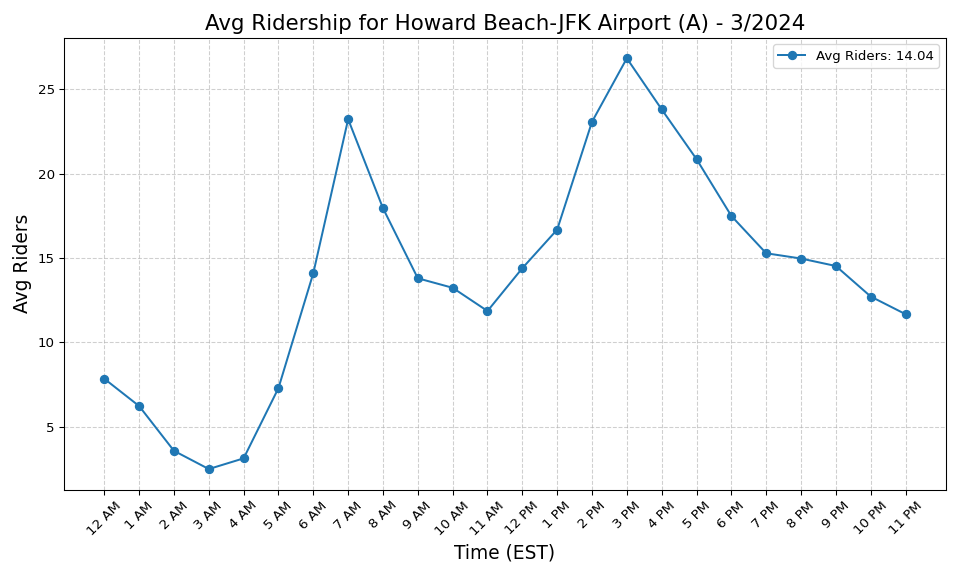 Avg Ridership for Howard Beach-JFK Airport (A) - 3/2024
Avg Riders: 14.04
25
20
15
10
5
Avg Riders
12 AM
1 AM
2 AM
3 AM
4 AM
5 AM
6 AM
7 AM
8 AM
9 AM
10 AM
11 AM
12 PM
1 PM
2 PM
3 PM
4 PM
5 PM
6 PM
7 PM
8 PM
9 PM
10 PM
11 PM
Time (EST)